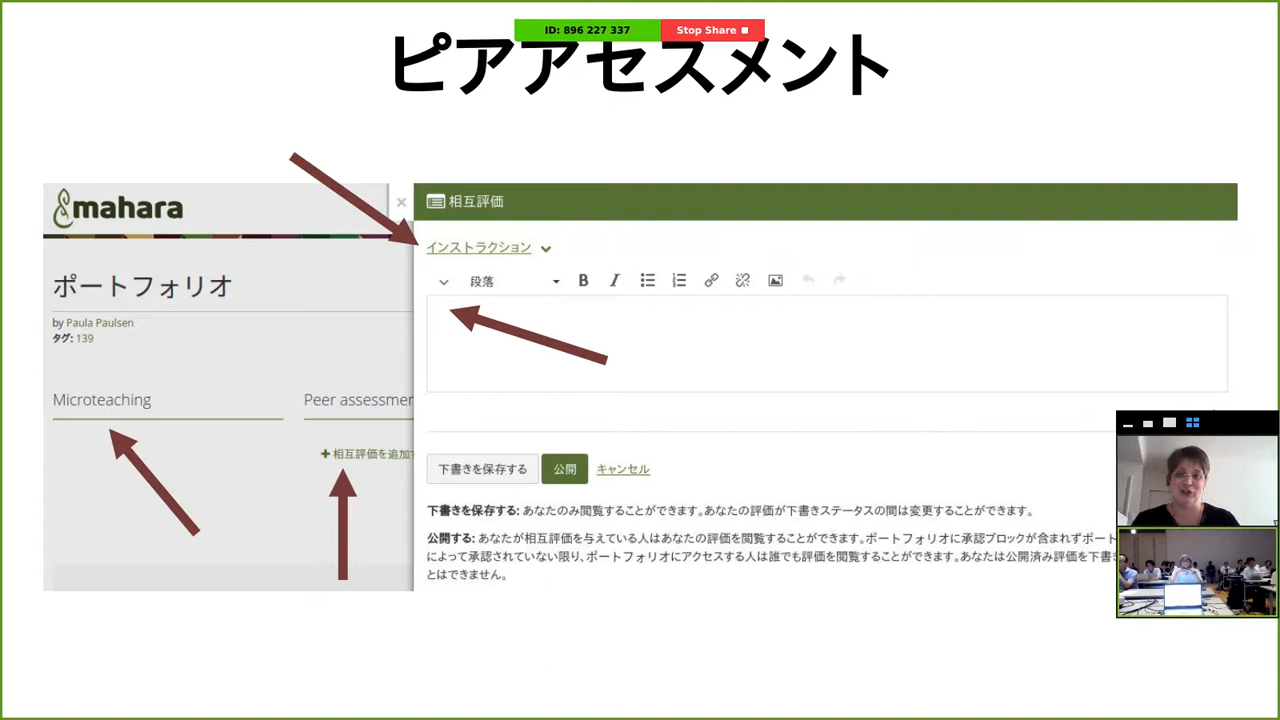 ID: 896 227 337
Stop Share
ピアアセスメント
mahara
ポートフォリオ
by Paula Paulsen
タグ: 139
Microteaching
Peer assessmen
相互評価を追加
相互評価
インストラクション
段落
B I
下書きを保存する 公開 キャンセル
下書きを保存する: あなたのみ閲覧することができます。あなたの評価が下書きステータスの間は変更することができます。
公開する: あなたが相互評価を与えている人はあなたの評価を閲覧することができます。ポートフォリオに承認ブロックが含まれずポート
によって承認されていない限り、ポートフォリオにアクセスする人は誰でも評価を閲覧することができます。あなたは公開済み評価を下書き
とはできません。